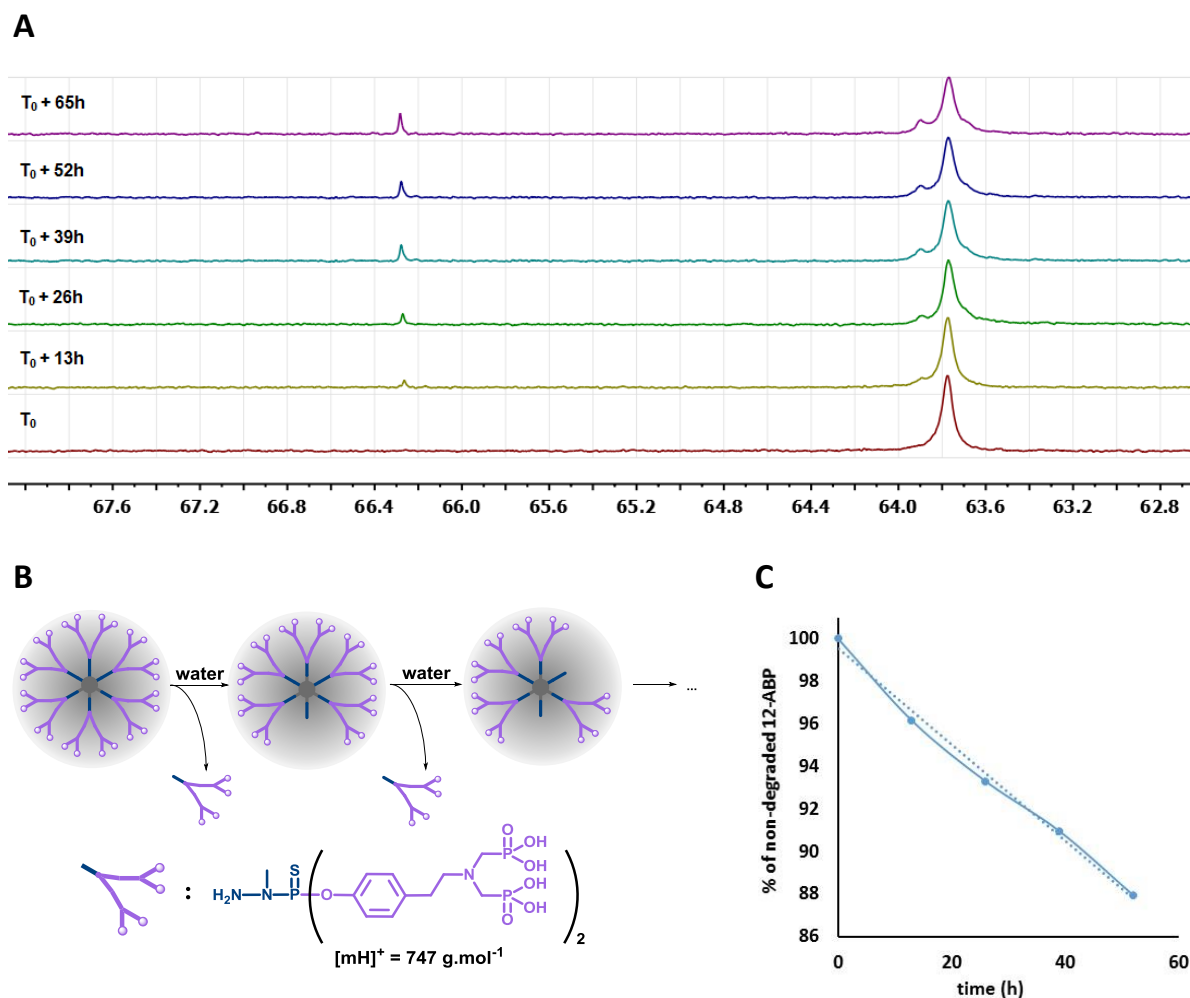 A
T0 + 65h
T0 + 52h
T0 + 39h
T0 + 26h
T0 + 13h
T0
67.6 67.2 66.8 66.4 66.0 65.6 65.2 64.8 64.4 64.0 63.6 63.2 62.8
B
water
water
...
:
H2N N P O
S
N
P OH
O
OH
P OH
O
OH
2
[mH]+ = 747 g.mol-1
C
% of non-degraded 12-ABP
100
98
96
94
92
90
88
86
0 20 40 60
time (h)